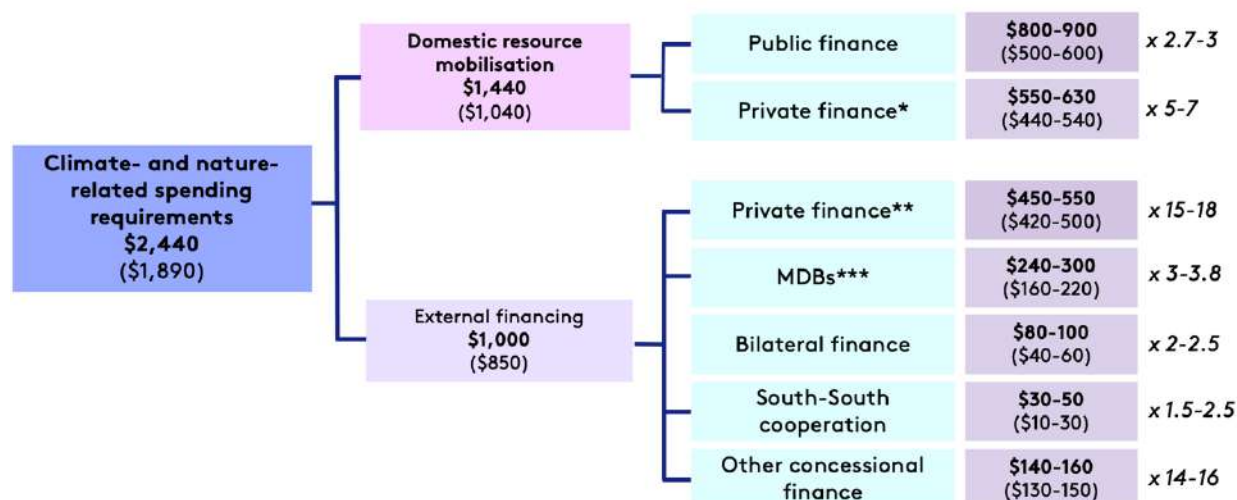 Climate- and nature-
related spending
requirements
$2,440
($1,890)
Domestic resource
mobilisation
$1,440
($1,040)
Public finance
$800-900
($500-600)
x 2.7-3
Private finance*
$550-630
($440-540)
x 5-7
External financing
$1,000
($850)
Private finance**
$450-550
($420-500)
x 15-18
MDBs***
$240-300
($160-220)
x 3-3.8
Bilateral finance
$80-100
($40-60)
x 2-2.5
South-South
cooperation
$30-50
($10-30)
x 1.5-2.5
Other concessional
finance
$140-160
($130-150)
x 14-16